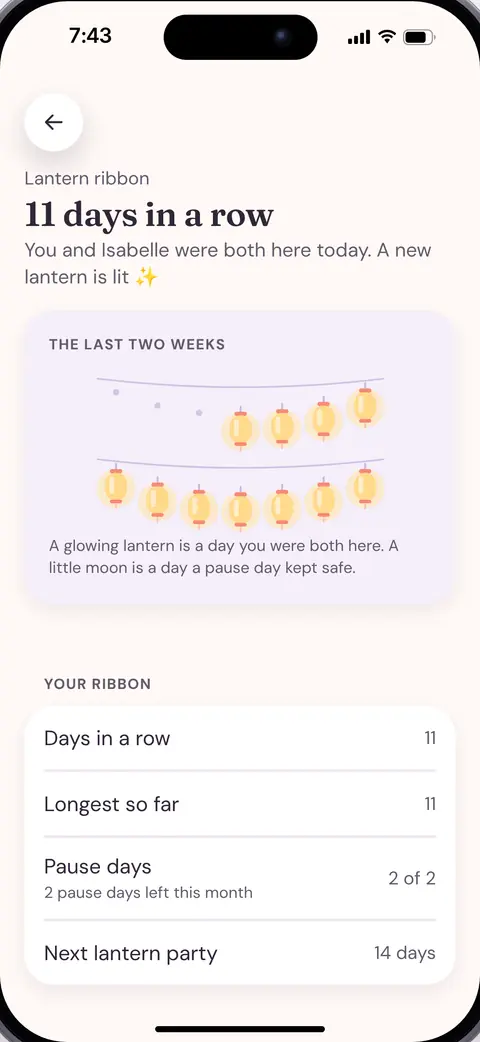 7:43
Lantern ribbon
11 days in a row
You and Isabelle were both here today. A new
lantern is lit ✨
THE LAST TWO WEEKS
A glowing lantern is a day you were both here. A
little moon is a day a pause day kept safe.
YOUR RIBBON
Days in a row 11
Longest so far 11
Pause days 2 of 2
2 pause days left this month
Next lantern party 14 days